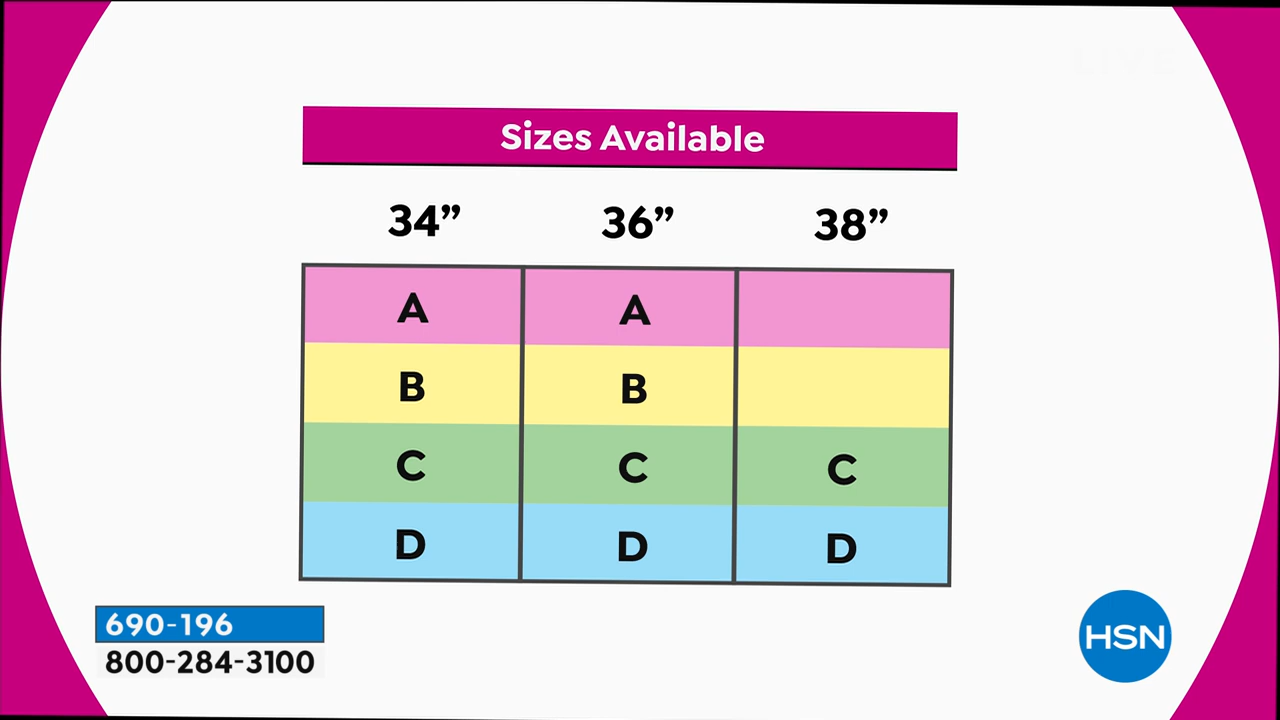 Sizes Available
34” 36” 38”
A A
B B
C C C
D D D
690-196
800-284-3100
HSN